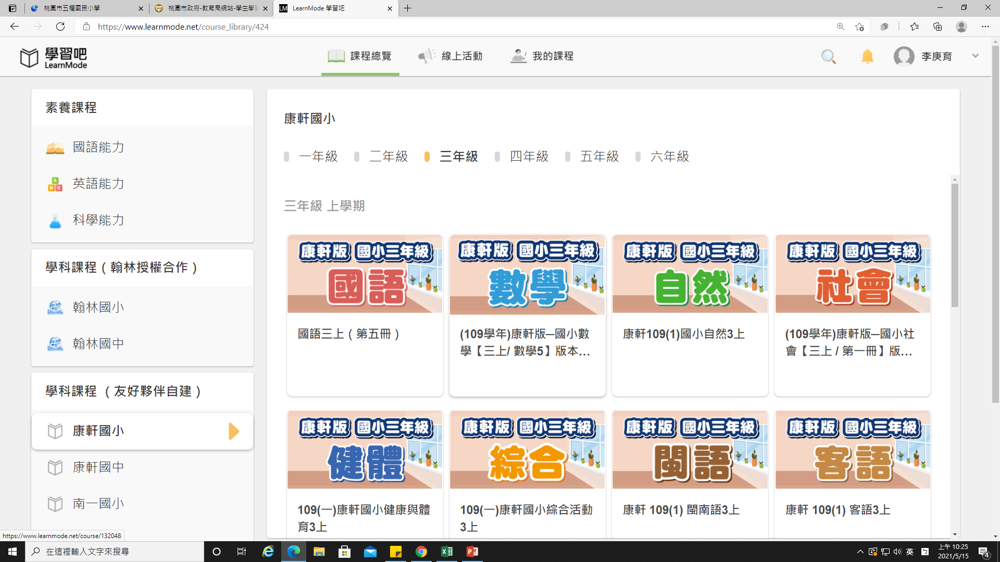 桃園市五權國民小學
桃園市政府-教育局網站-學生學
LearnMode 學習吧
https://www.learnmode.net/course_library/424
學習吧
LearnMode
課程總覽
線上活動
我的課程
李庚育
素養課程
國語能力
英語能力
科學能力
學科課程（翰林授權合作）
翰林國小
翰林國中
學科課程 （友好夥伴自建）
康軒國小
康軒國中
南一國小
康軒國小
一年級 二年級 三年級 四年級 五年級 六年級
三年級 上學期
康軒版 國小三年級
國語
國語三上（第五冊）
康軒版 國小三年級
數學
(109學年)康軒版─國小數
學【三上/ 數學5】版本...
康軒版 國小三年級
自然
康軒109(1)國小自然3上
康軒版 國小三年級
社會
(109學年)康軒版─國小社
會【三上 / 第一冊】版...
康軒版 國小三年級
健體
109(一)康軒國小健康與體
育3上
康軒版 國小三年級
綜合
109(一)康軒國小綜合活動
3上
康軒版 國小三年級
閩語
康軒 109(1) 閩南語3上
康軒版 國小三年級
客語
康軒 109(1) 客語3上
https://www.learnmode.net/course/132048
在這裡輸入文字來搜尋
英
上午 10:25
2021/5/15
4